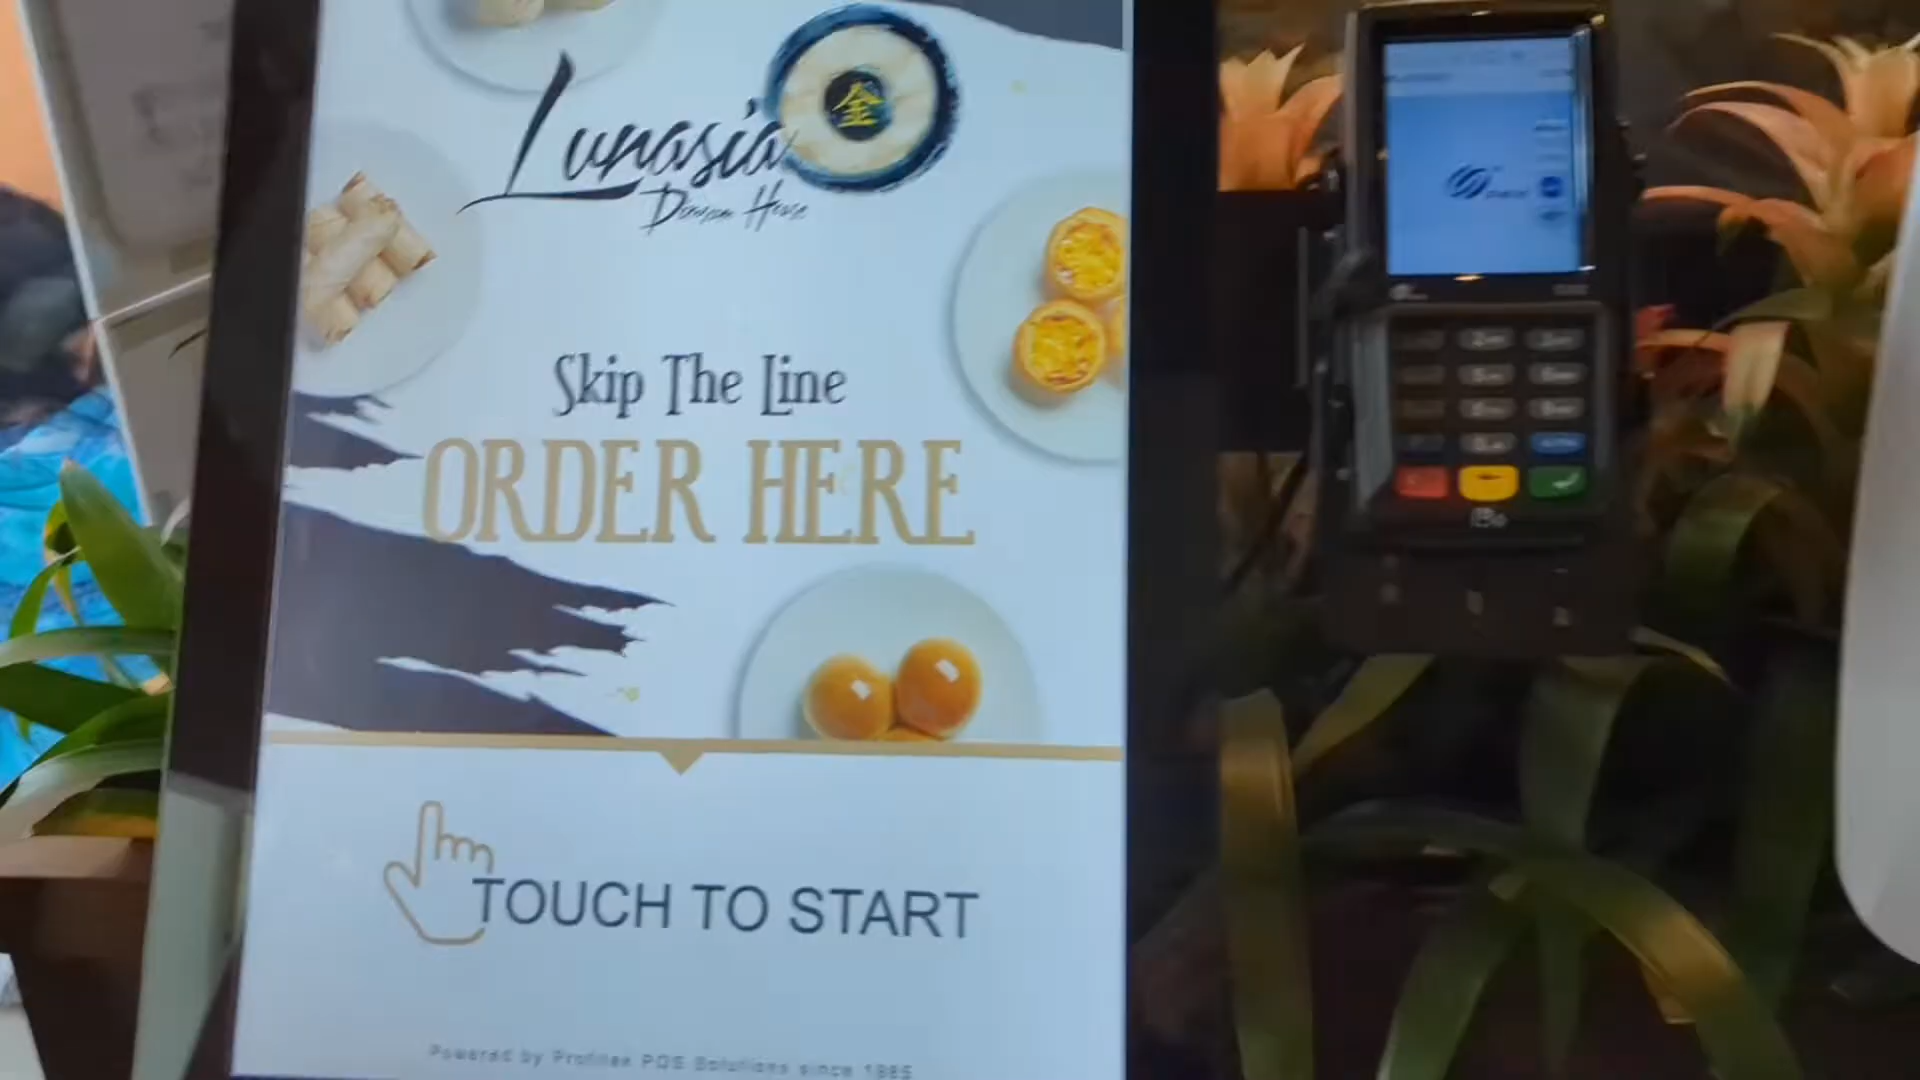 Lunasia
金
Dimsum House
Skip The Line
ORDER HERE
TOUCH TO START
Powered by Profitek POS Solutions since 1985